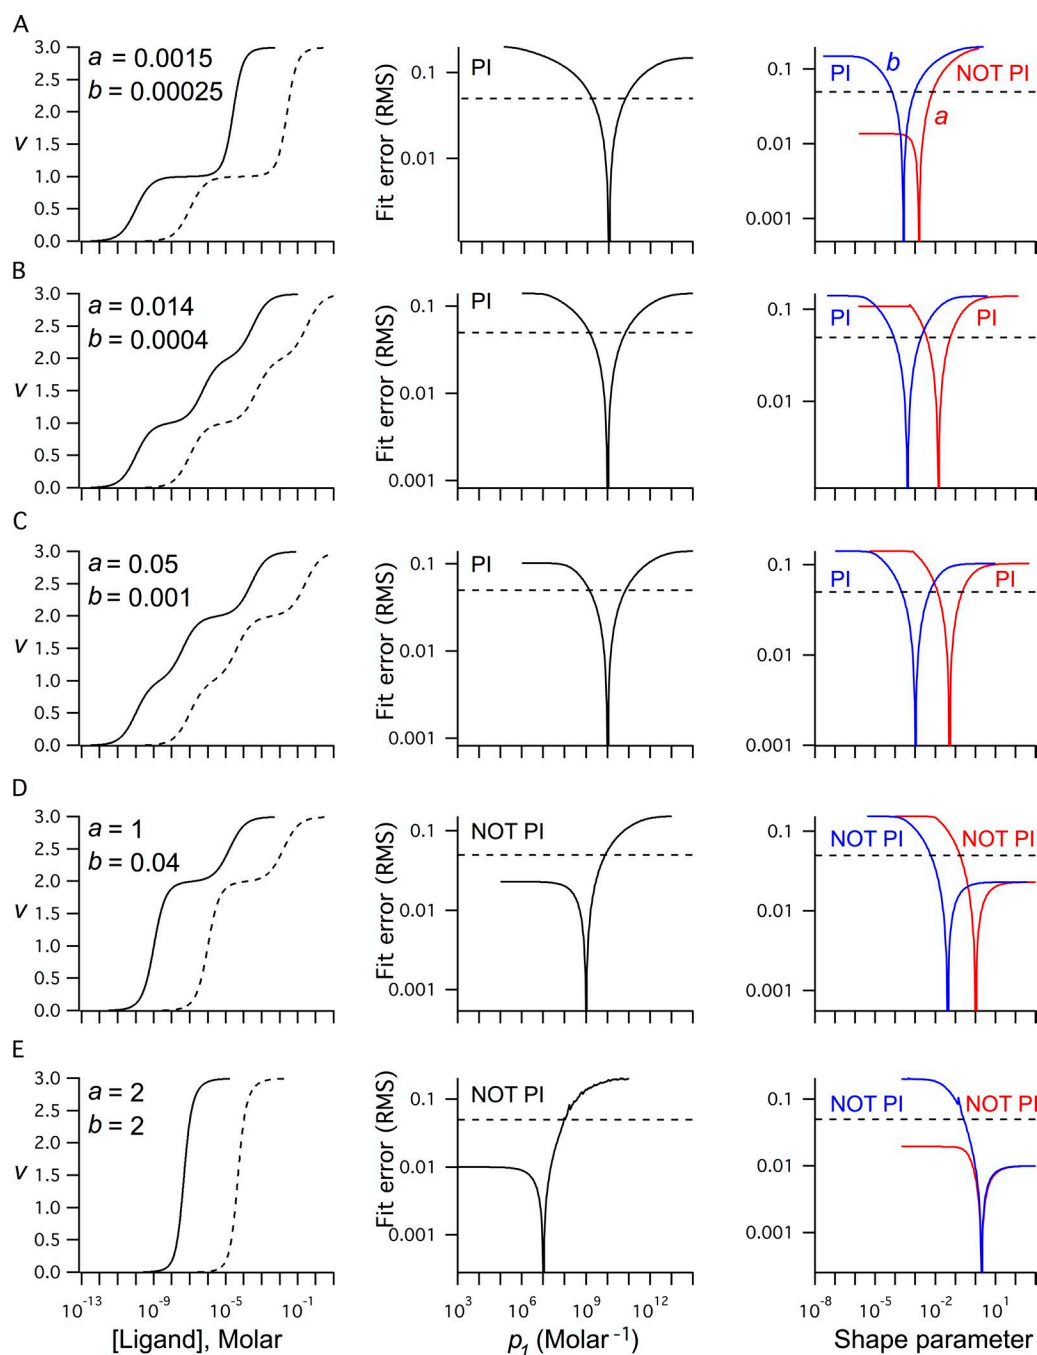 A
a = 0.0015
b = 0.00025
3.0
2.5
2.0
1.5
1.0
0.5
0.0
v
PI
0.1
0.01
Fit error (RMS)
b
PI
NOT PI
a
0.1
0.01
0.001
B
a = 0.014
b = 0.0004
3.0
2.5
2.0
1.5
1.0
0.5
0.0
v
PI
0.1
0.01
0.001
Fit error (RMS)
PI
PI
0.1
0.01
C
a = 0.05
b = 0.001
3.0
2.5
2.0
1.5
1.0
0.5
0.0
v
PI
0.1
0.01
0.001
Fit error (RMS)
PI
PI
0.1
0.01
0.001
D
a = 1
b = 0.04
3.0
2.5
2.0
1.5
1.0
0.5
0.0
v
NOT PI
0.1
0.01
0.001
Fit error (RMS)
NOT PI
NOT PI
0.1
0.01
0.001
E
a = 2
b = 2
3.0
2.5
2.0
1.5
1.0
0.5
0.0
v
NOT PI
0.1
0.01
0.001
Fit error (RMS)
NOT PI
NOT PI
0.1
0.01
0.001
10⁻¹³ 10⁻⁹ 10⁻⁵ 10⁻¹
[Ligand], Molar
10³ 10⁶ 10⁹ 10¹²
p₁ (Molar⁻¹)
10⁻⁸ 10⁻⁵ 10⁻² 10¹
Shape parameter